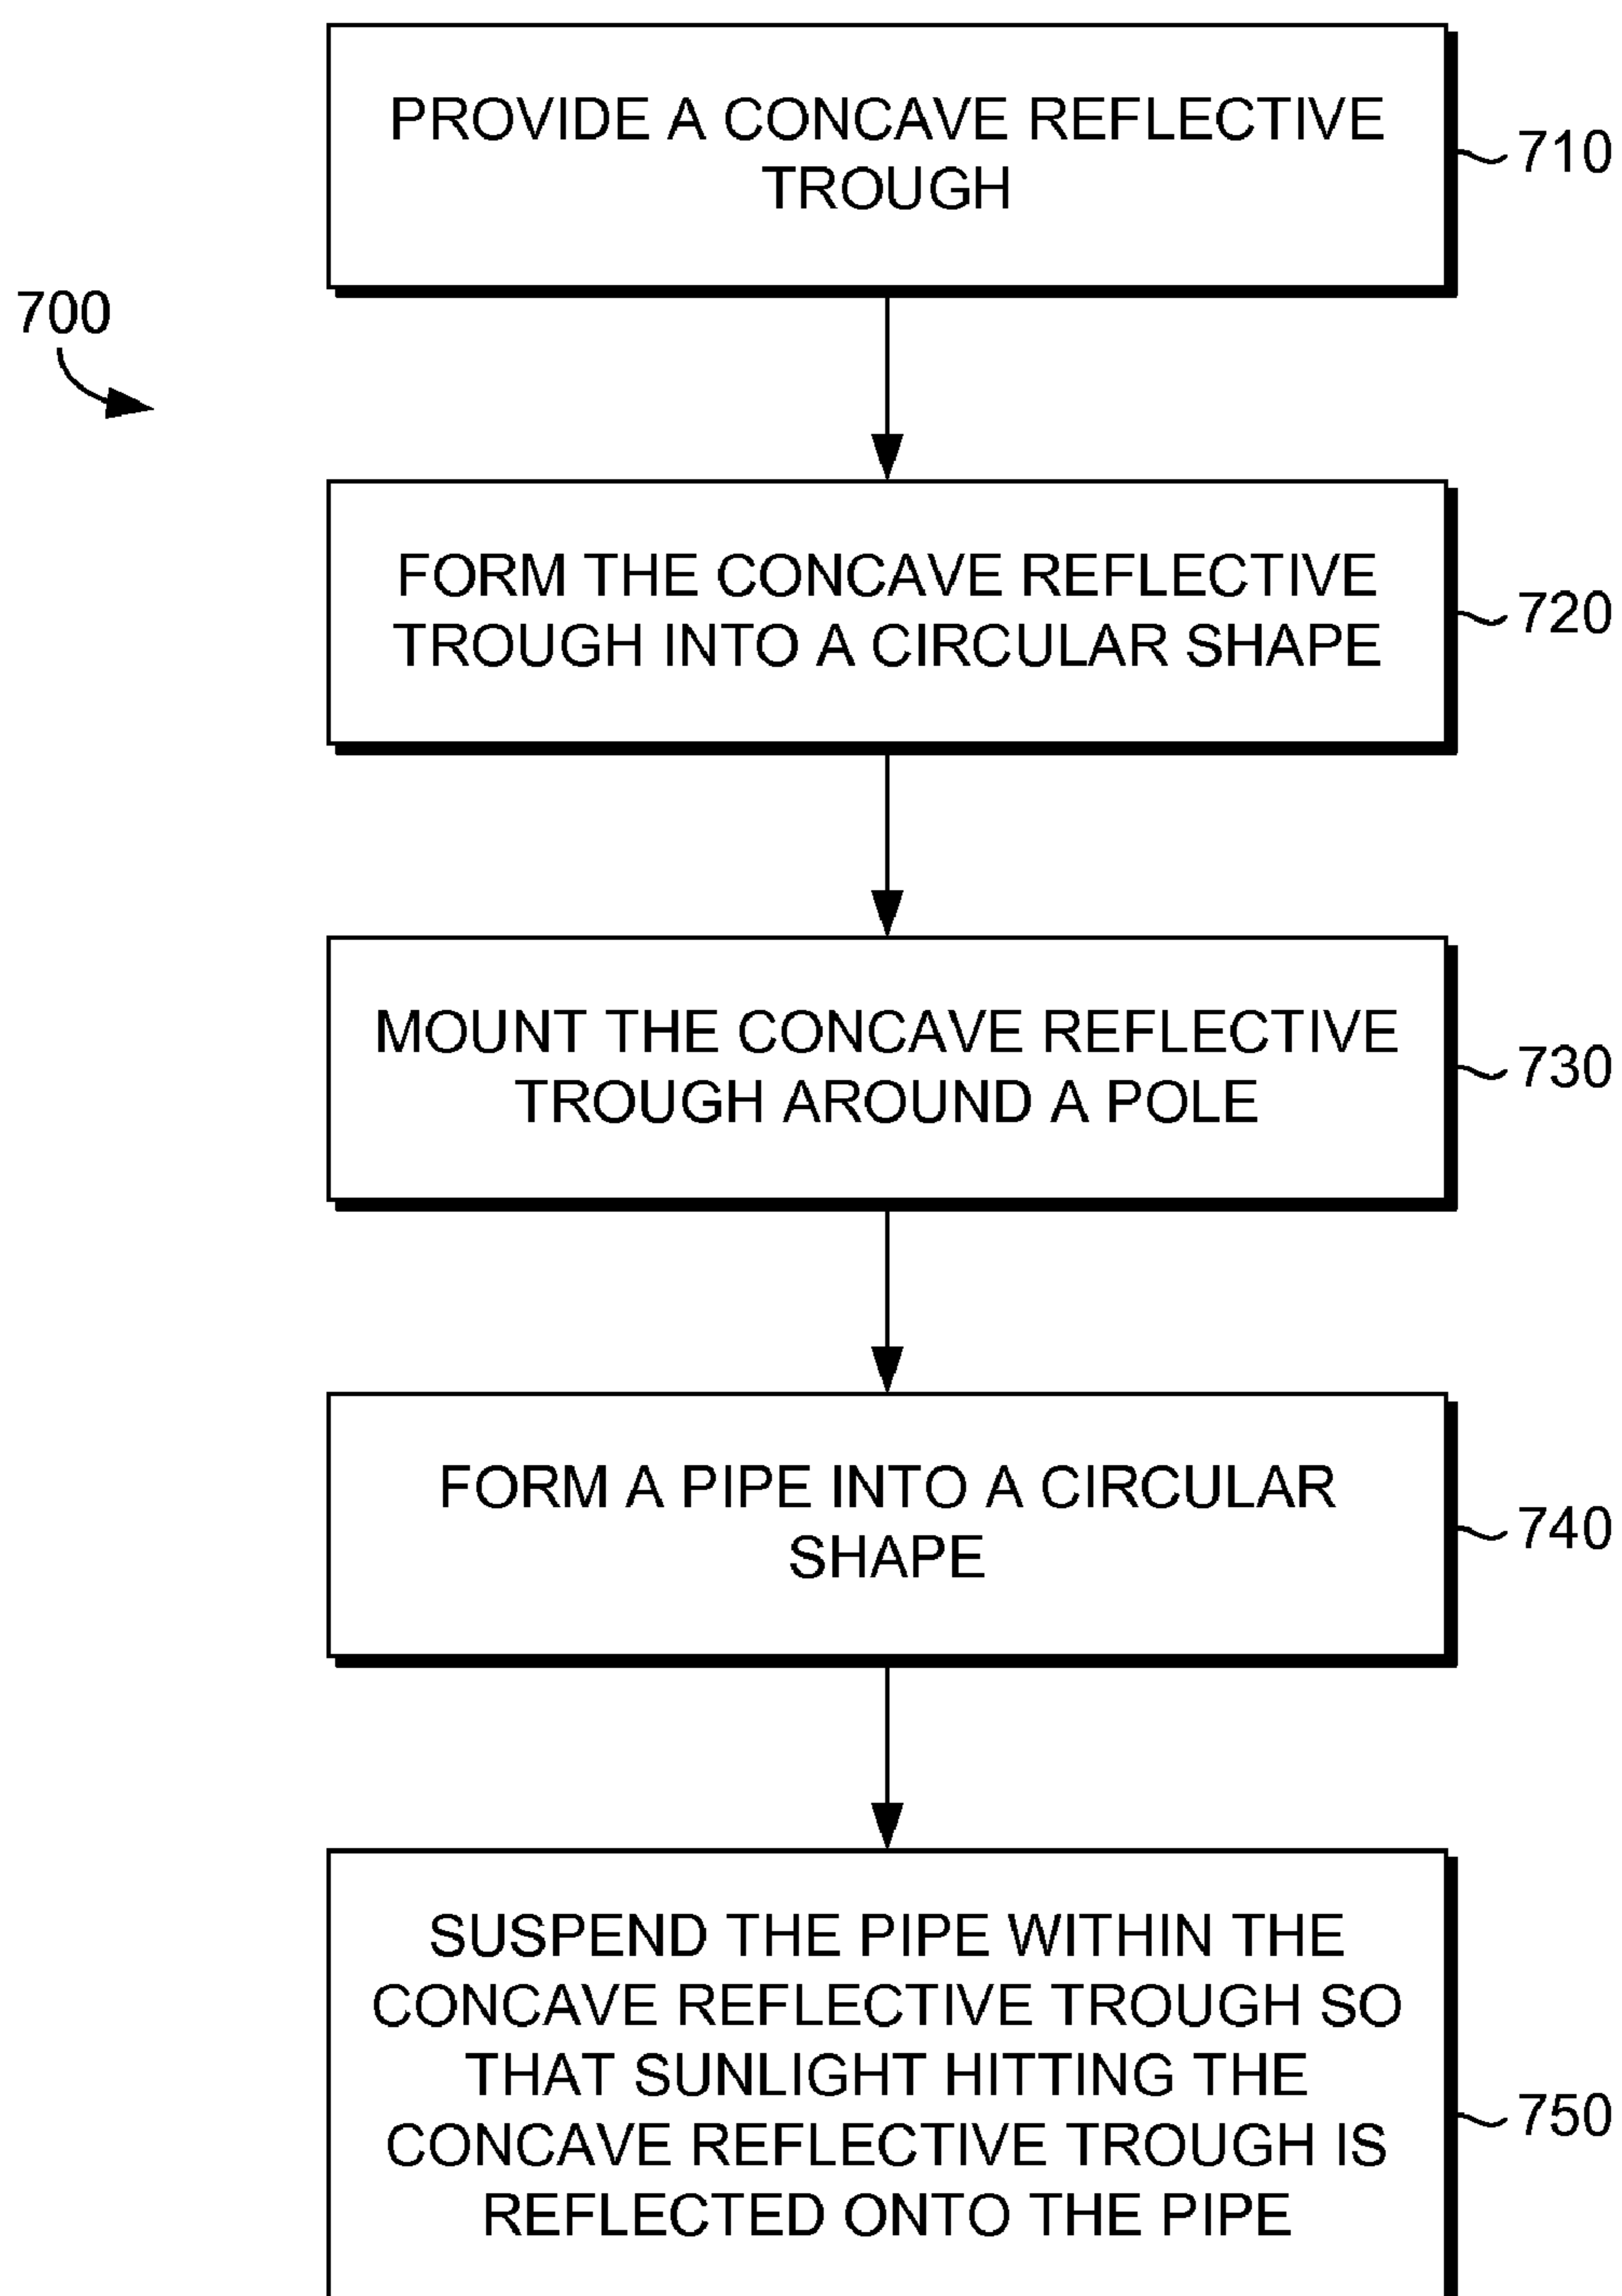 PROVIDE A CONCAVE REFLECTIVE
TROUGH
710
700
FORM THE CONCAVE REFLECTIVE
TROUGH INTO A CIRCULAR SHAPE
720
MOUNT THE CONCAVE REFLECTIVE
TROUGH AROUND A POLE
730
FORM A PIPE INTO A CIRCULAR
SHAPE
740
SUSPEND THE PIPE WITHIN THE
CONCAVE REFLECTIVE TROUGH SO
THAT SUNLIGHT HITTING THE
CONCAVE REFLECTIVE TROUGH IS
REFLECTED ONTO THE PIPE
750